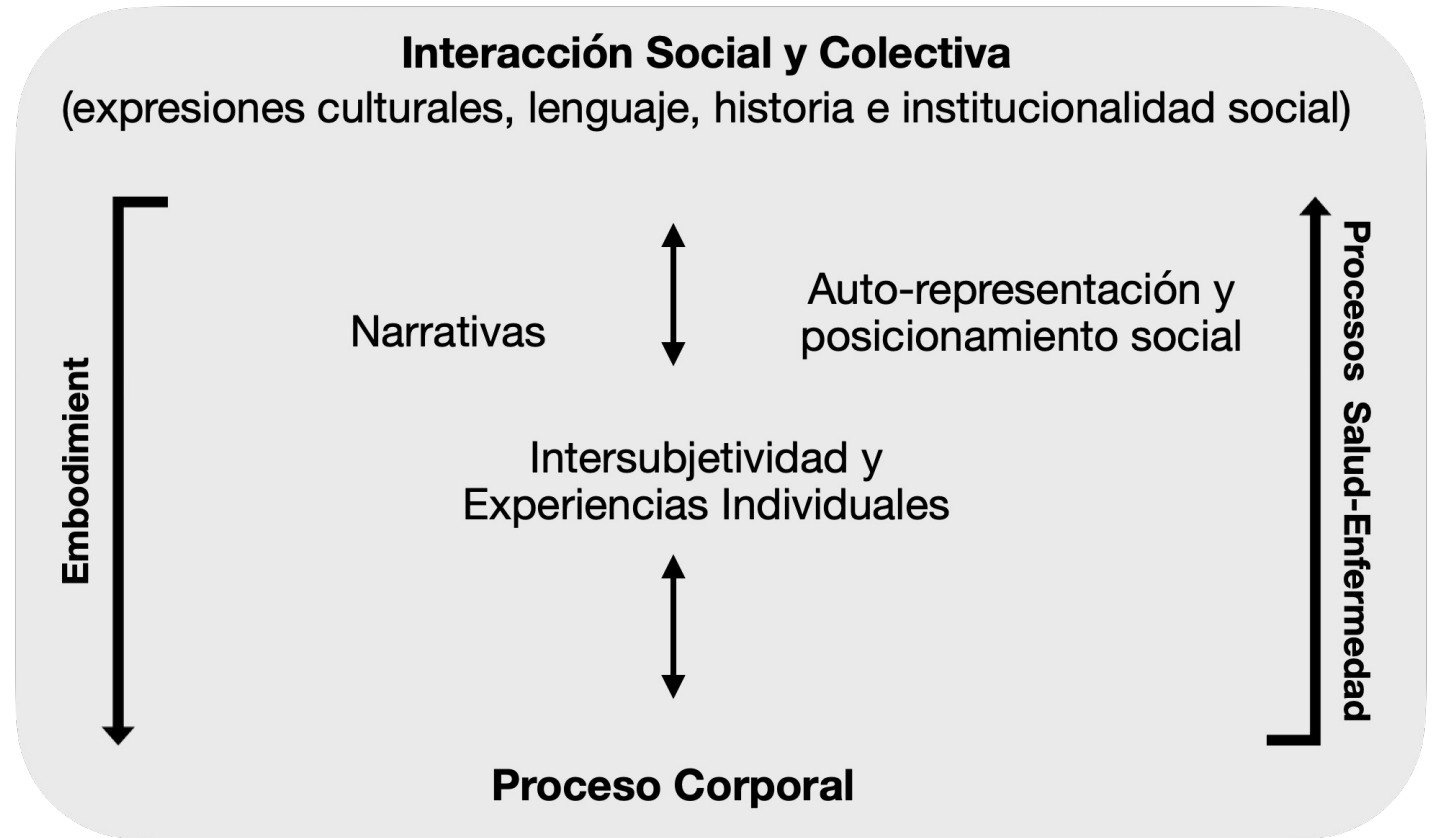 Interacción Social y Colectiva
(expresiones culturales, lenguaje, historia e institucionalidad social)
Narrativas
Auto-representación y
posicionamiento social
Embodimient
Procesos Salud-Enfermedad
Intersubjetividad y
Experiencias Individuales
Proceso Corporal